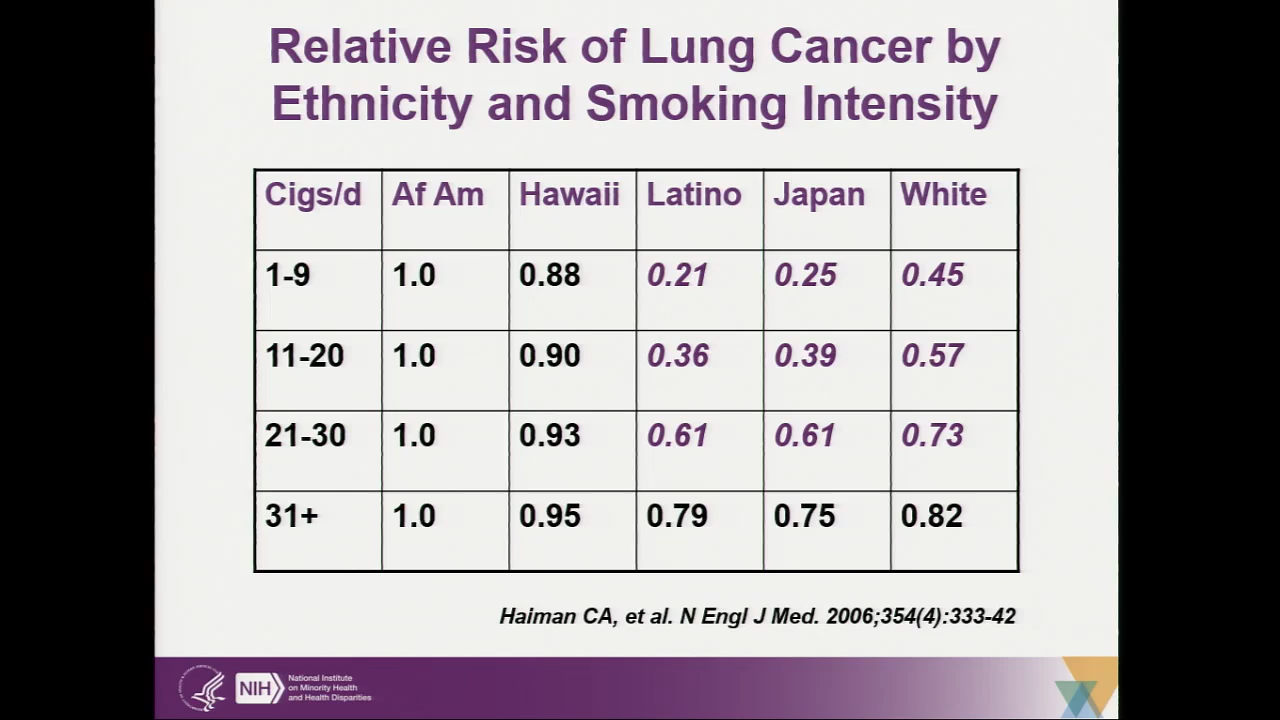 Relative Risk of Lung Cancer by
Ethnicity and Smoking Intensity
Cigs/d Af Am Hawaii Latino Japan White
1-9 1.0 0.88 0.21 0.25 0.45
11-20 1.0 0.90 0.36 0.39 0.57
21-30 1.0 0.93 0.61 0.61 0.73
31+ 1.0 0.95 0.79 0.75 0.82
Haiman CA, et al. N Engl J Med. 2006;354(4):333-42
NIH
National Institute
on Minority Health
and Health Disparities